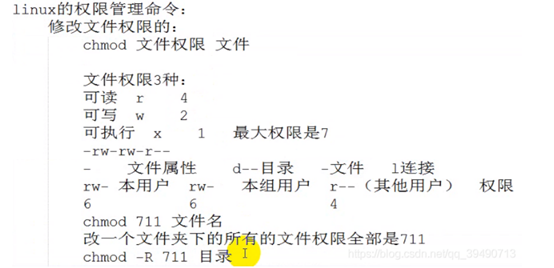 linux的权限管理命令:
修改文件权限的:
chmod 文件权限 文件
文件权限3种:
可读 r 4
可写 w 2
可执行 x 1 最大权限是7
-rw-rw-r--
- 文件属性 d--目录 -文件 l连接
rw- 本用户 rw- 本组用户 r--（其他用户） 权限
6 6 4
chmod 711 文件名
改一个文件夹下的所有的文件权限全部是711
chmod -R 711 目录
https://blog.csdn.net/qq_39490713